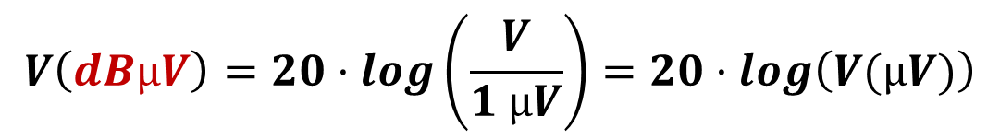 V(dBμV) = 20 · log(V / 1 μV) = 20 · log(V(μV))